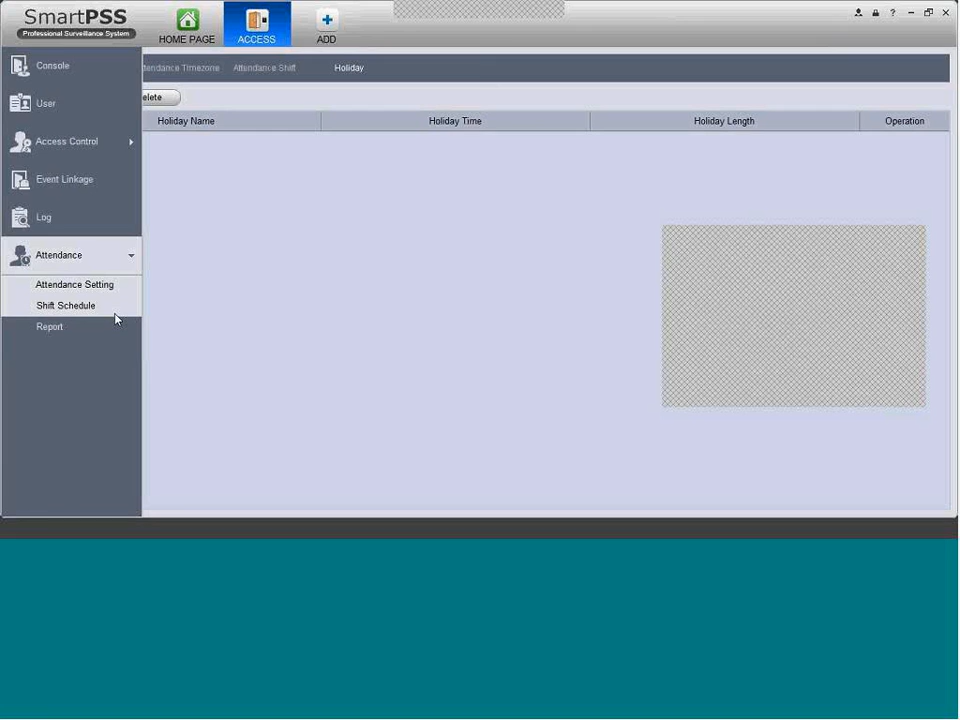 SmartPSS
Professional Surveillance System
HOME PAGE
ACCESS
ADD
?
Console
User
Access Control
Event Linkage
Log
Attendance
Attendance Setting
Shift Schedule
Report
ttendance Timezone
Attendance Shift
Holiday
elete
Holiday Name
Holiday Time
Holiday Length
Operation